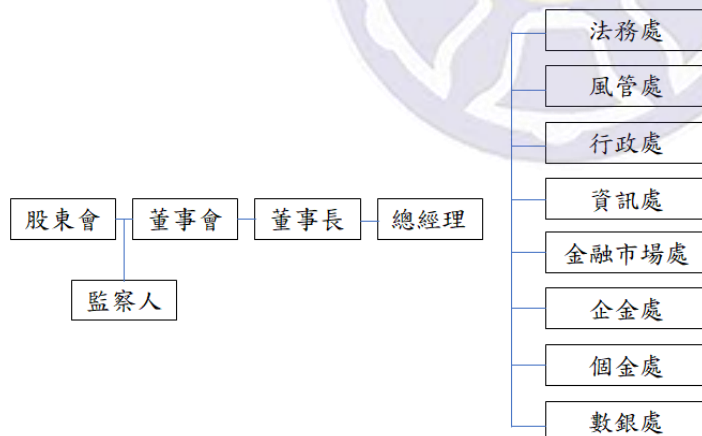 股東會
董事會
董事長
總經理
監察人
法務處
風管處
行政處
資訊處
金融市場處
企金處
個金處
數銀處